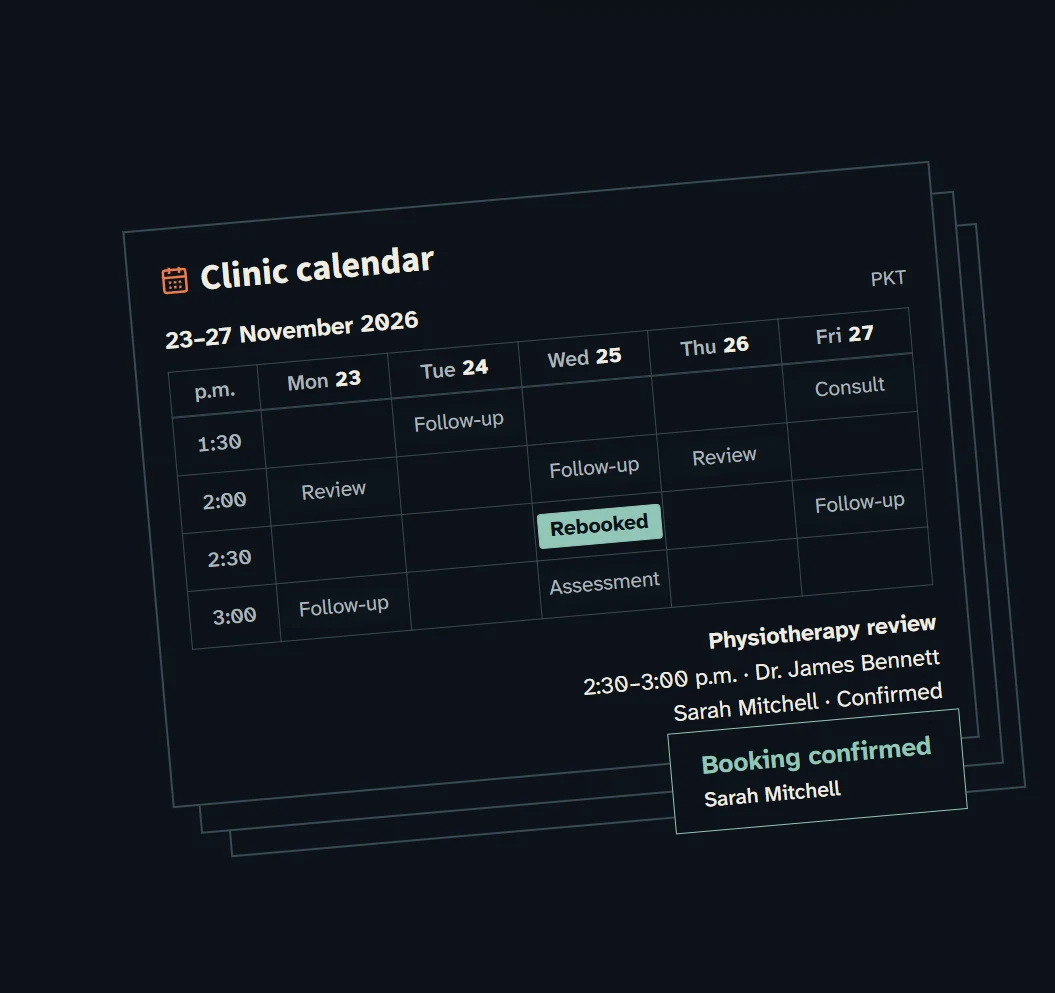 Clinic calendar
PKT
23–27 November 2026
p.m. Mon 23 Tue 24 Wed 25 Thu 26 Fri 27
1:30 Follow-up Consult
2:00 Review Follow-up Review
2:30 Rebooked Follow-up
3:00 Follow-up Assessment
Physiotherapy review
2:30–3:00 p.m. · Dr. James Bennett
Sarah Mitchell · Confirmed
Booking confirmed
Sarah Mitchell